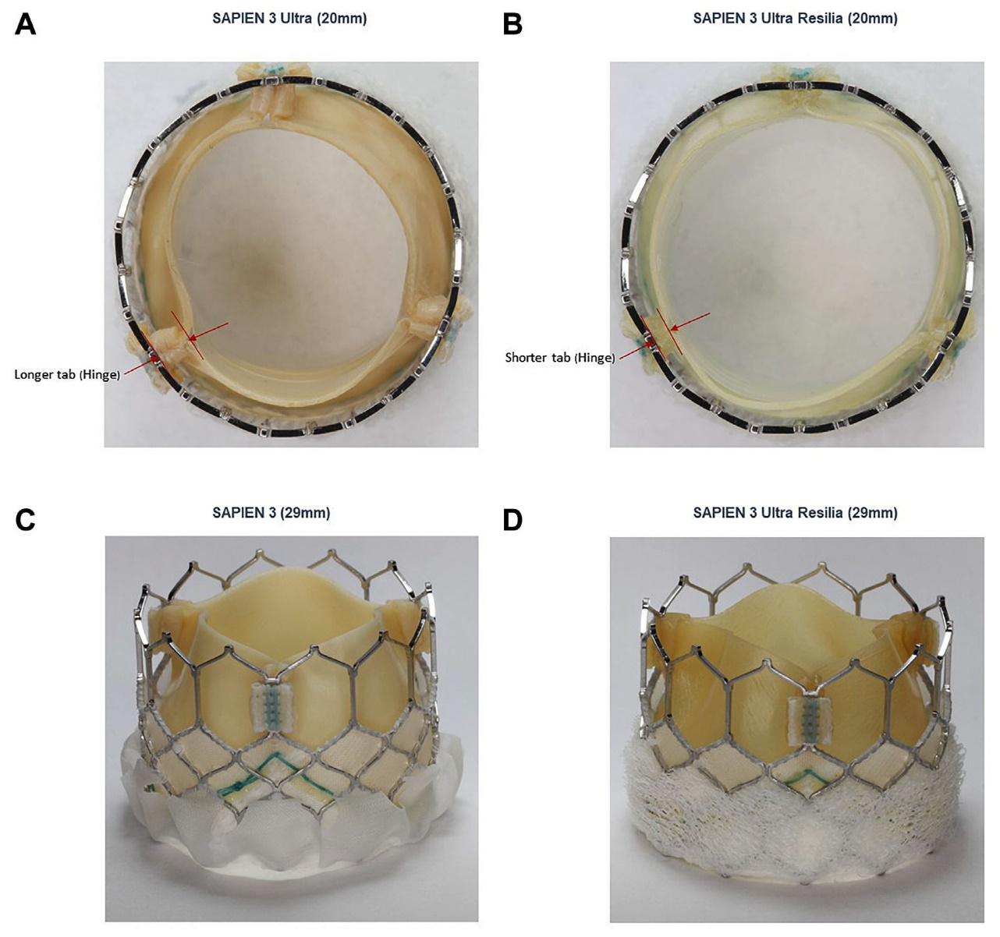 A
SAPIEN 3 Ultra (20mm)
B
SAPIEN 3 Ultra Resilia (20mm)
Longer tab (Hinge)
Shorter tab (Hinge)
C
SAPIEN 3 (29mm)
D
SAPIEN 3 Ultra Resilia (29mm)